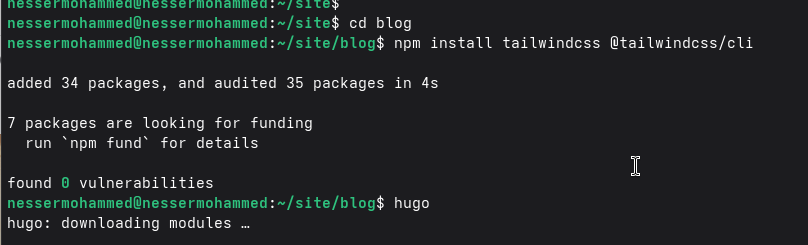 nessermohammed@nessermohammed:~/site$
nessermohammed@nessermohammed:~/site$ cd blog
nessermohammed@nessermohammed:~/site/blog$ npm install tailwindcss @tailwindcss/cli
added 34 packages, and audited 35 packages in 4s
7 packages are looking for funding
  run `npm fund` for details
found 0 vulnerabilities
nessermohammed@nessermohammed:~/site/blog$ hugo
hugo: downloading modules …